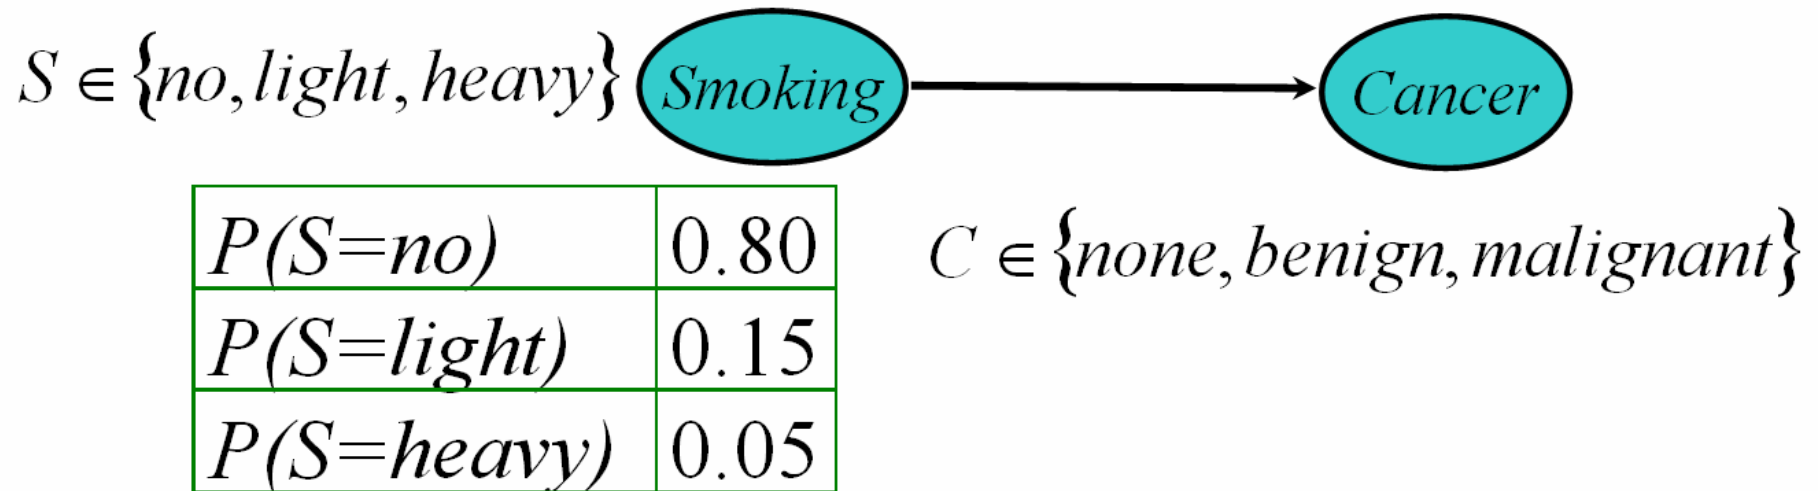 S ∈ {no, light, heavy} Smoking Cancer
P(S=no) 0.80
C ∈ {none, benign, malignant}
P(S=light) 0.15
P(S=heavy) 0.05